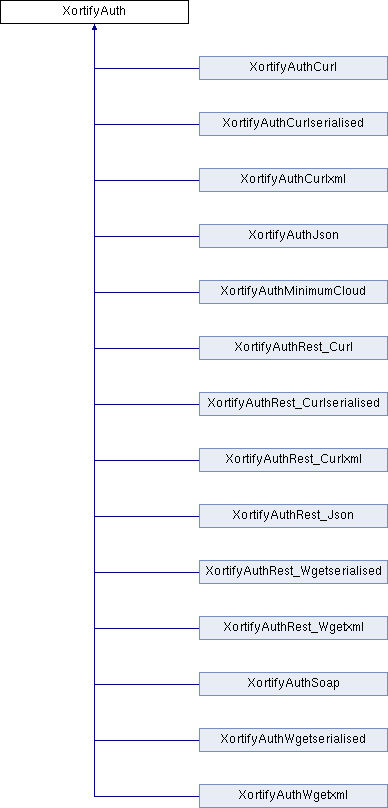 XortifyAuth
XortifyAuthCurl
XortifyAuthCurlserialised
XortifyAuthCurlxml
XortifyAuthJson
XortifyAuthMinimumCloud
XortifyAuthRest_Curl
XortifyAuthRest_Curlserialised
XortifyAuthRest_Curlxml
XortifyAuthRest_Json
XortifyAuthRest_Wgetserialised
XortifyAuthRest_Wgetxml
XortifyAuthSoap
XortifyAuthWgetserialised
XortifyAuthWgetxml